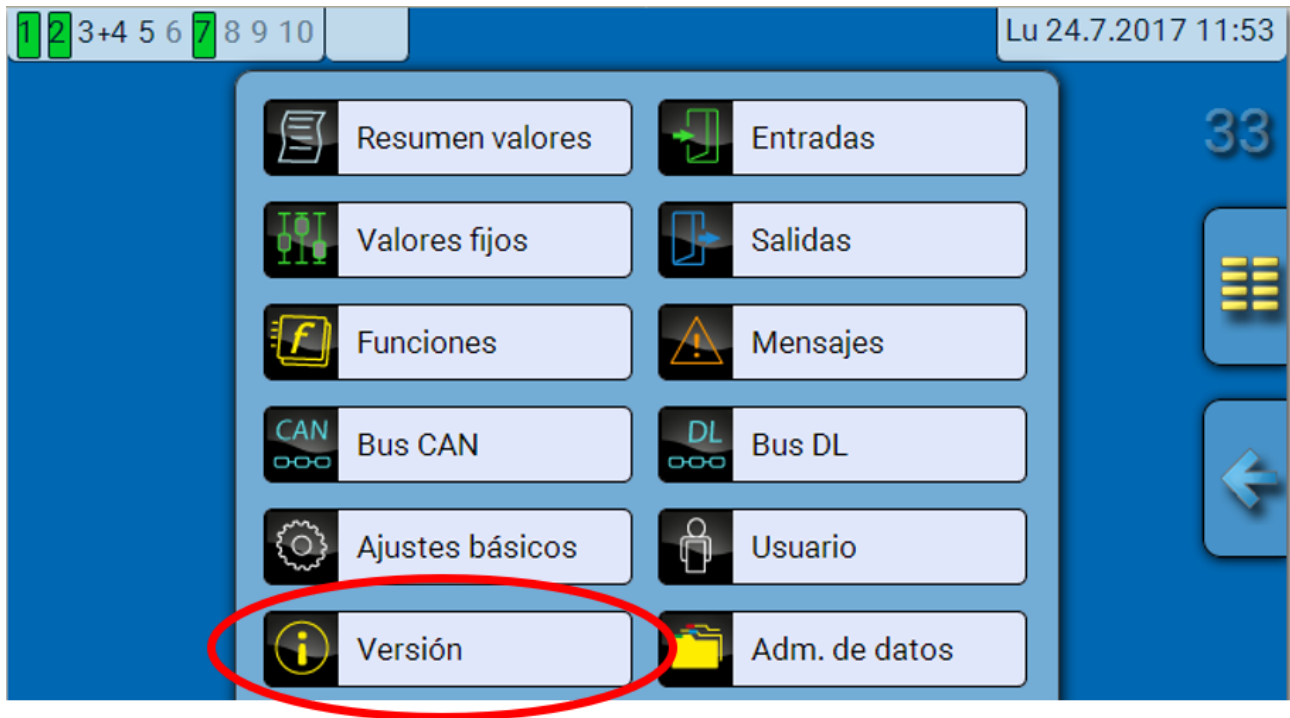 1 2 3+4 5 6 7 8 9 10
Lu 24.7.2017 11:53
33
Resumen valores
Entradas
Valores fijos
Salidas
f Funciones
Mensajes
CAN Bus CAN
DL Bus DL
Ajustes básicos
Usuario
i Versión
Adm. de datos